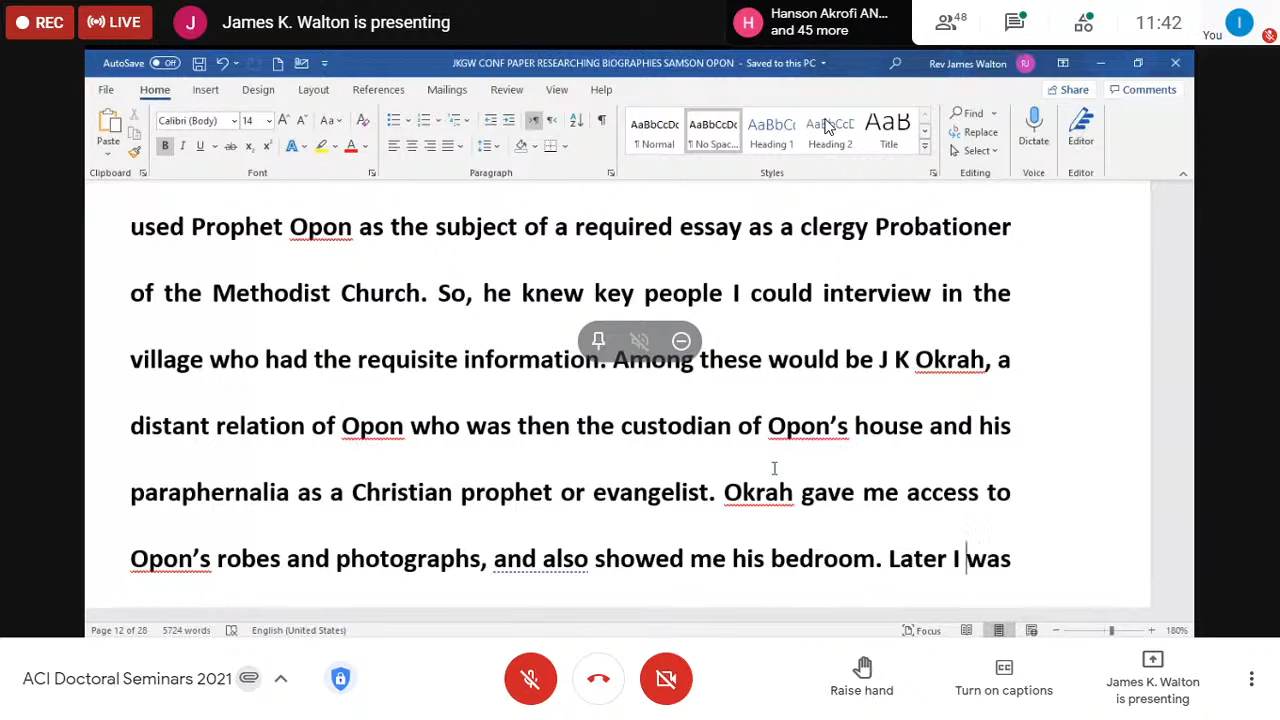 REC
LIVE
J
James K. Walton is presenting
H
Hanson Akrofi AN...
and 45 more
48
11:42
You
I
AutoSave Off
JKGW CONF PAPER RESEARCHING BIOGRAPHIES SAMSON OPON - Saved to this PC
Rev James Walton
RJ
File Home Insert Design Layout References Mailings Review View Help
Share Comments
Calibri (Body) 14
Paste
B I U ab x₂ x²
Clipboard
Font
Paragraph
AaBbCcDc AaBbCcDc AaBbCc AaBbCcE AaB
¶ Normal ¶ No Spac... Heading 1 Heading 2 Title
Styles
Find
Replace
Select
Editing
Dictate
Voice
Editor
Editor
used Prophet Opon as the subject of a required essay as a clergy Probationer
of the Methodist Church. So, he knew key people I could interview in the
village who had the requisite information. Among these would be J K Okrah, a
distant relation of Opon who was then the custodian of Opon’s house and his
paraphernalia as a Christian prophet or evangelist. Okrah gave me access to
Opon’s robes and photographs, and also showed me his bedroom. Later I was
Page 12 of 28 5724 words English (United States)
Focus
180%
ACI Doctoral Seminars 2021
Raise hand
Turn on captions
James K. Walton
is presenting